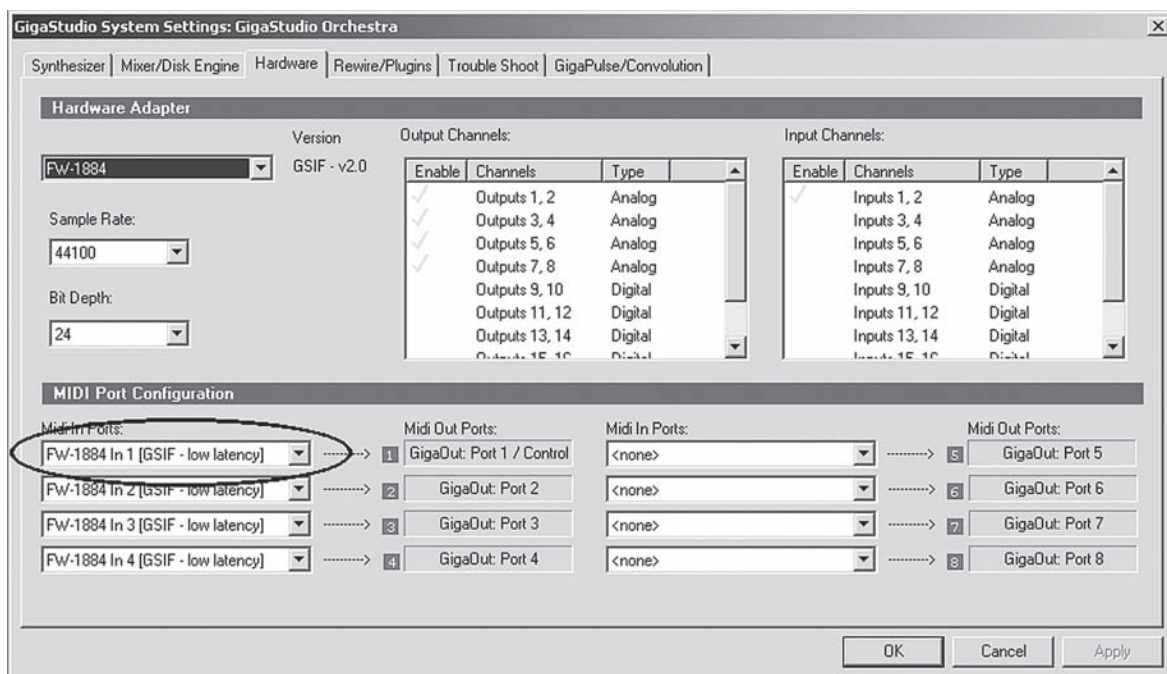 GigaStudio System Settings: GigaStudio Orchestra
Synthesizer Mixer/Disk Engine Hardware Rewire/Plugins Trouble Shoot GigaPulse/Convolution
Hardware Adapter
Version
FW-1884
GSIF - v2.0
Sample Rate:
44100
Bit Depth:
24
Output Channels:
Enable Channels Type
Outputs 1, 2 Analog
Outputs 3, 4 Analog
Outputs 5, 6 Analog
Outputs 7, 8 Analog
Outputs 9, 10 Digital
Outputs 11, 12 Digital
Outputs 13, 14 Digital
Outputs 15, 16 Digital
Input Channels:
Enable Channels Type
Inputs 1, 2 Analog
Inputs 3, 4 Analog
Inputs 5, 6 Analog
Inputs 7, 8 Analog
Inputs 9, 10 Digital
Inputs 11, 12 Digital
Inputs 13, 14 Digital
Inputs 15, 16 Digital
MIDI Port Configuration
Midi In Ports: Midi Out Ports: Midi In Ports: Midi Out Ports:
FW-1884 In 1 [GSIF - low latency] ----------> 1 GigaOut: Port 1 / Control <none> ----------> 5 GigaOut: Port 5
FW-1884 In 2 [GSIF - low latency] ----------> 2 GigaOut: Port 2 <none> ----------> 6 GigaOut: Port 6
FW-1884 In 3 [GSIF - low latency] ----------> 3 GigaOut: Port 3 <none> ----------> 7 GigaOut: Port 7
FW-1884 In 4 [GSIF - low latency] ----------> 4 GigaOut: Port 4 <none> ----------> 8 GigaOut: Port 8
OK Cancel Apply